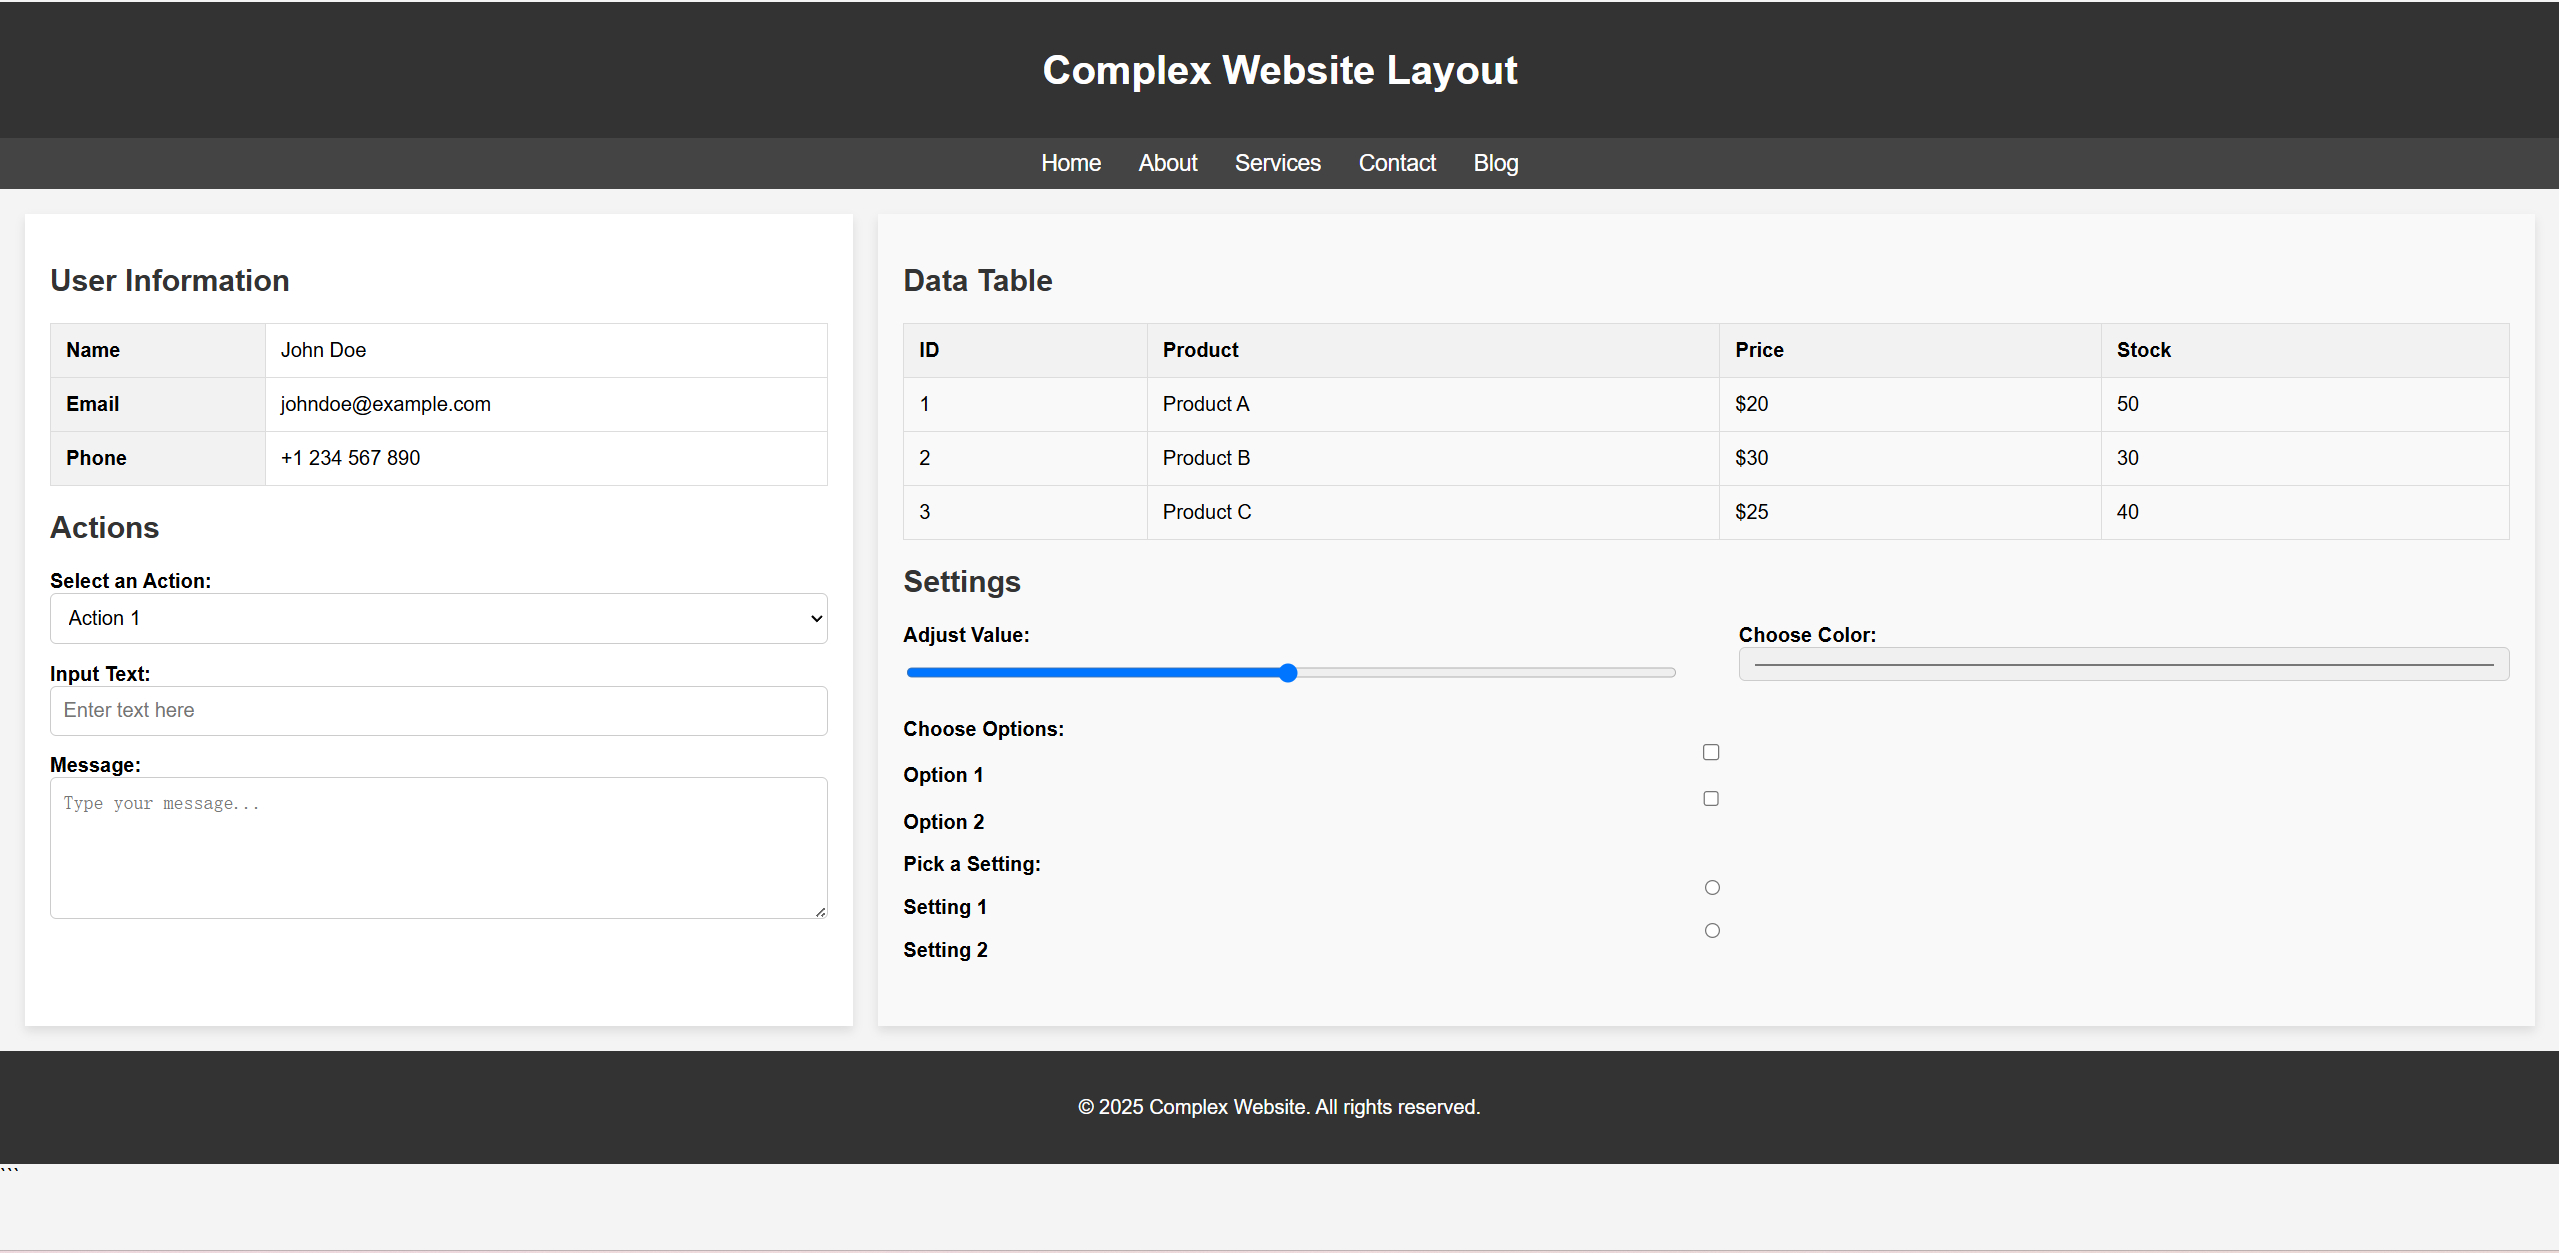 Complex Website Layout
Home About Services Contact Blog
User Information
Name John Doe
Email johndoe@example.com
Phone +1 234 567 890
Actions
Select an Action:
Action 1
Input Text:
Enter text here
Message:
Type your message...
Data Table
ID Product Price Stock
1 Product A $20 50
2 Product B $30 30
3 Product C $25 40
Settings
Adjust Value: Choose Color:
Choose Options:
Option 1
Option 2
Pick a Setting:
Setting 1
Setting 2
© 2025 Complex Website. All rights reserved.
```